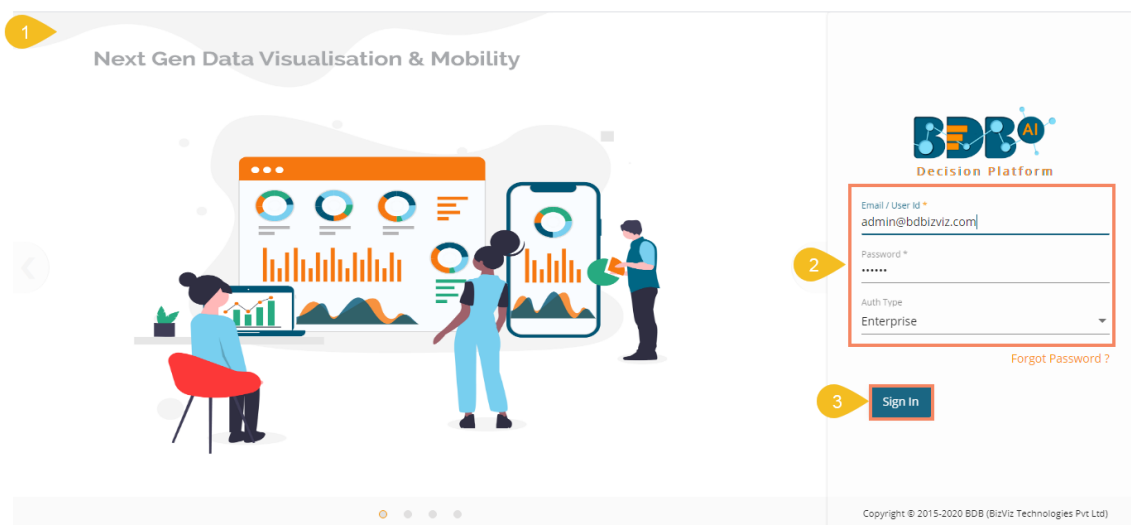 1
Next Gen Data Visualisation & Mobility
BDB AI
Decision Platform
Email / User Id *
admin@bdbizviz.com
2
Password *
••••••
Auth Type
Enterprise
Forgot Password ?
3
Sign In
Copyright © 2015-2020 BDB (BizViz Technologies Pvt Ltd)